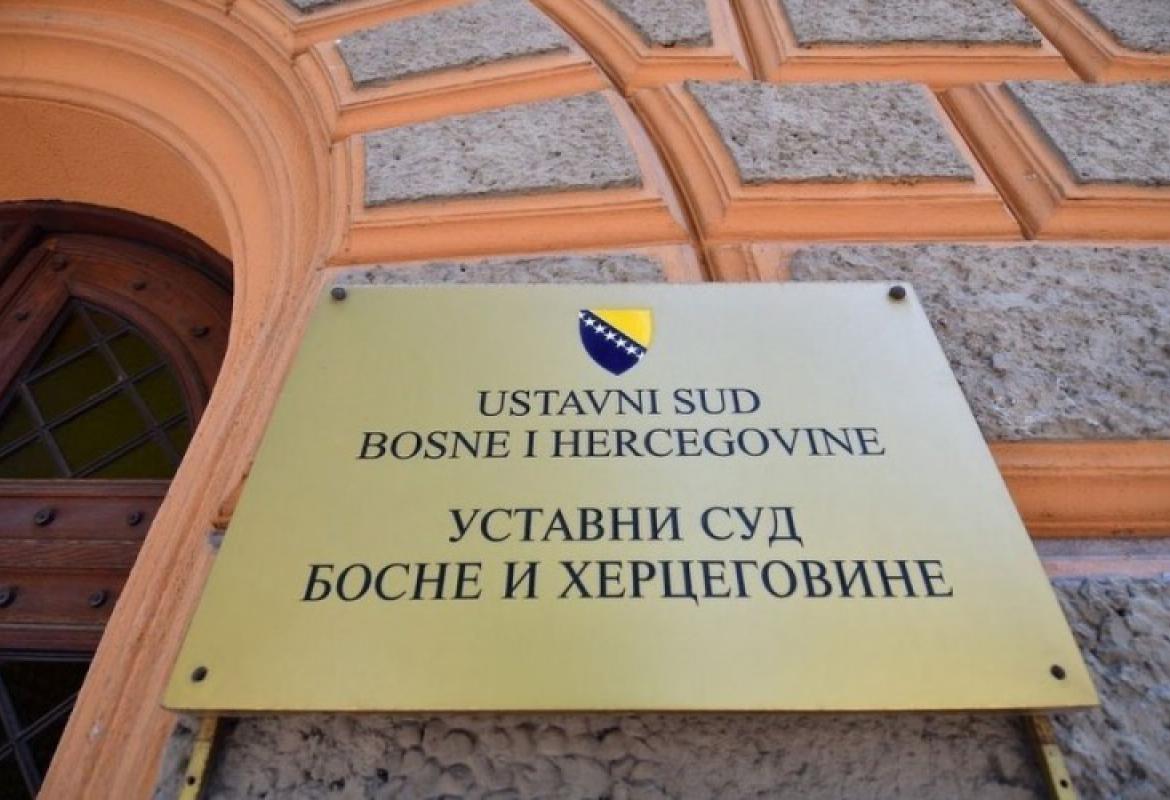 USTAVNI SUD
BOSNE I HERCEGOVINE
УСТАВНИ СУД
БОСНЕ И ХЕРЦЕГОВИНЕ